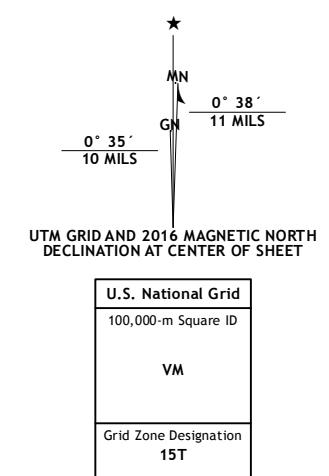 ★
MN
0° 38´
11 MILS
GN
0° 35´
10 MILS
UTM GRID AND 2016 MAGNETIC NORTH
DECLINATION AT CENTER OF SHEET
U.S. National Grid
100,000-m Square ID
VM
Grid Zone Designation
15T